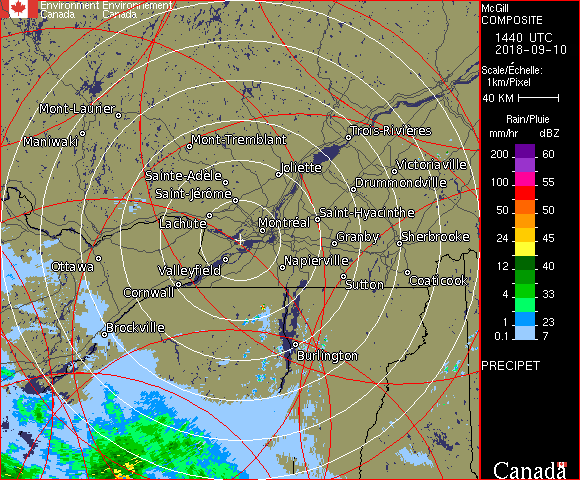 Environment Environnement
Canada Canada
McGill
COMPOSITE
1440 UTC
2018-09-10
Scale/Échelle:
1km/Pixel
40 KM
Rain/Pluie
mm/hr dBZ
200 60
100 55
50 50
24 45
12 40
4 33
1 23
0.1 7
PRECIPET
Canada
Mont-Laurier
Maniwaki
Mont-Tremblant
Trois-Rivières
Joliette
Victoriaville
Sainte-Adèle
Drummondville
Saint-Jérôme
Saint-Hyacinthe
Lachute
Montréal
Granby
Sherbrooke
Ottawa
Valleyfield
Napierville
Sutton
Coaticook
Cornwall
Brockville
Burlington